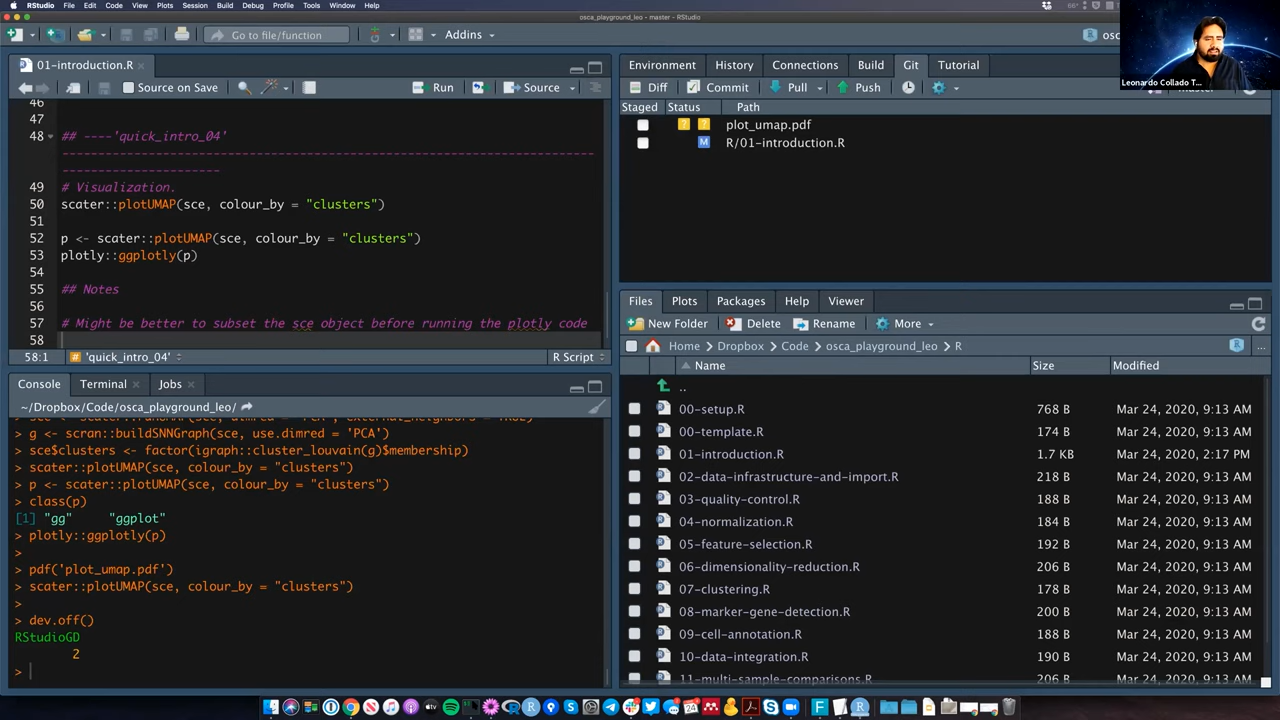 RStudio File Edit Code View Plots Session Build Debug Profile Tools Window Help
osca_playground_leo - master - RStudio
Go to file/function Addins
Leonardo Collado T...
01-introduction.R
Source on Save Run Source
46
47
48 ## ----'quick_intro_04'
---------------------------------------------------------------------------
----------------------
49 # Visualization.
50 scater::plotUMAP(sce, colour_by = "clusters")
51
52 p <- scater::plotUMAP(sce, colour_by = "clusters")
53 plotly::ggplotly(p)
54
55 ## Notes
56
57 # Might be better to subset the sce object before running the plotly code
58
58:1 'quick_intro_04' R Script
Console Terminal Jobs
~/Dropbox/Code/osca_playground_leo/
> g <- scran::buildSNNGraph(sce, use.dimred = 'PCA')
> sce$clusters <- factor(igraph::cluster_louvain(g)$membership)
> scater::plotUMAP(sce, colour_by = "clusters")
> p <- scater::plotUMAP(sce, colour_by = "clusters")
> class(p)
[1] "gg" "ggplot"
> plotly::ggplotly(p)
>
> pdf('plot_umap.pdf')
> scater::plotUMAP(sce, colour_by = "clusters")
>
> dev.off()
RStudioGD
2
>
Environment History Connections Build Git Tutorial
Diff Commit Pull Push
Staged Status Path
? ? plot_umap.pdf
M R/01-introduction.R
Files Plots Packages Help Viewer
New Folder Delete Rename More
Home Dropbox Code osca_playground_leo R ...
Name Size Modified
..
00-setup.R 768 B Mar 24, 2020, 9:13 AM
00-template.R 174 B Mar 24, 2020, 9:13 AM
01-introduction.R 1.7 KB Mar 24, 2020, 2:17 PM
02-data-infrastructure-and-import.R 218 B Mar 24, 2020, 9:13 AM
03-quality-control.R 188 B Mar 24, 2020, 9:13 AM
04-normalization.R 184 B Mar 24, 2020, 9:13 AM
05-feature-selection.R 192 B Mar 24, 2020, 9:13 AM
06-dimensionality-reduction.R 206 B Mar 24, 2020, 9:13 AM
07-clustering.R 178 B Mar 24, 2020, 9:13 AM
08-marker-gene-detection.R 200 B Mar 24, 2020, 9:13 AM
09-cell-annotation.R 188 B Mar 24, 2020, 9:13 AM
10-data-integration.R 190 B Mar 24, 2020, 9:13 AM
11-multi-sample-comparisons.R 206 B Mar 24, 2020, 9:13 AM